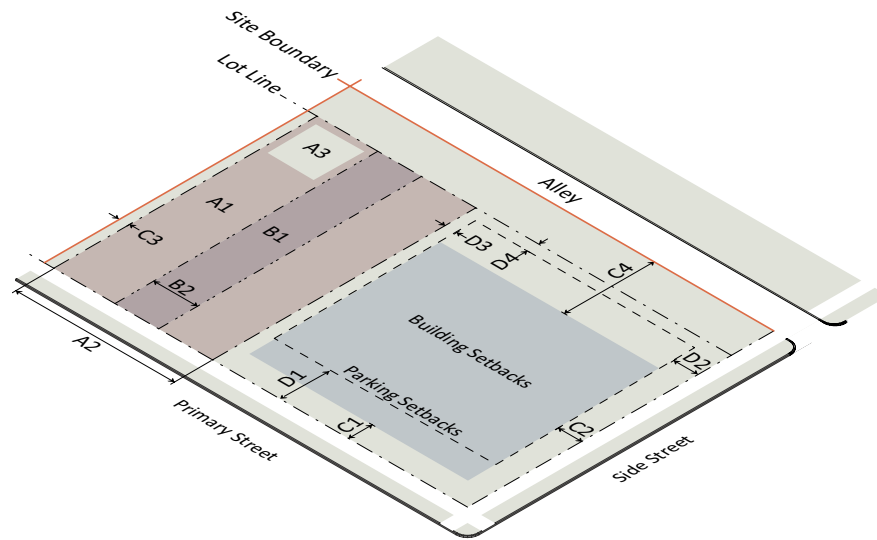 Site Boundary
Lot Line
A3
Alley
A1
B1
C3
D3
D4
C4
B2
Building Setbacks
A2
D1
Parking Setbacks
D2
C1
C2
Primary Street
Side Street